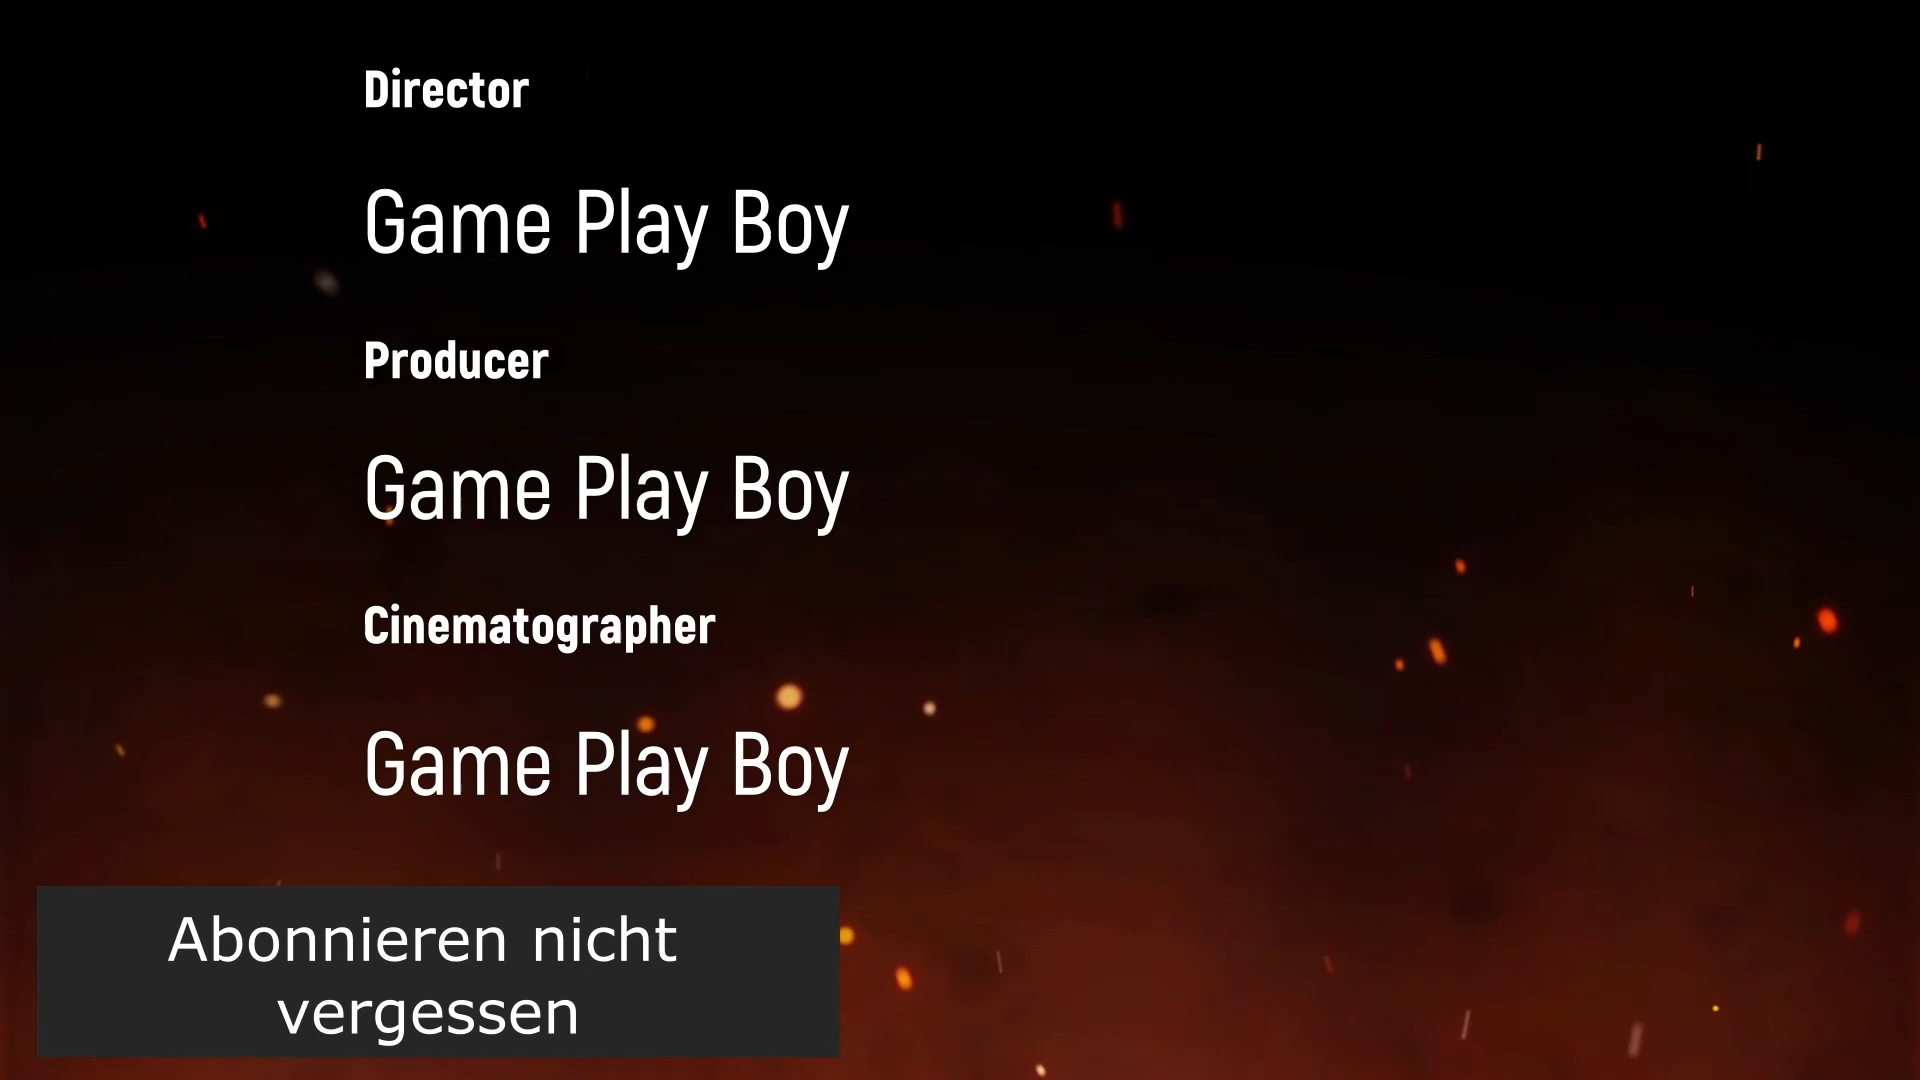 Director
Game Play Boy
Producer
Game Play Boy
Cinematographer
Game Play Boy
Abonnieren nicht
vergessen